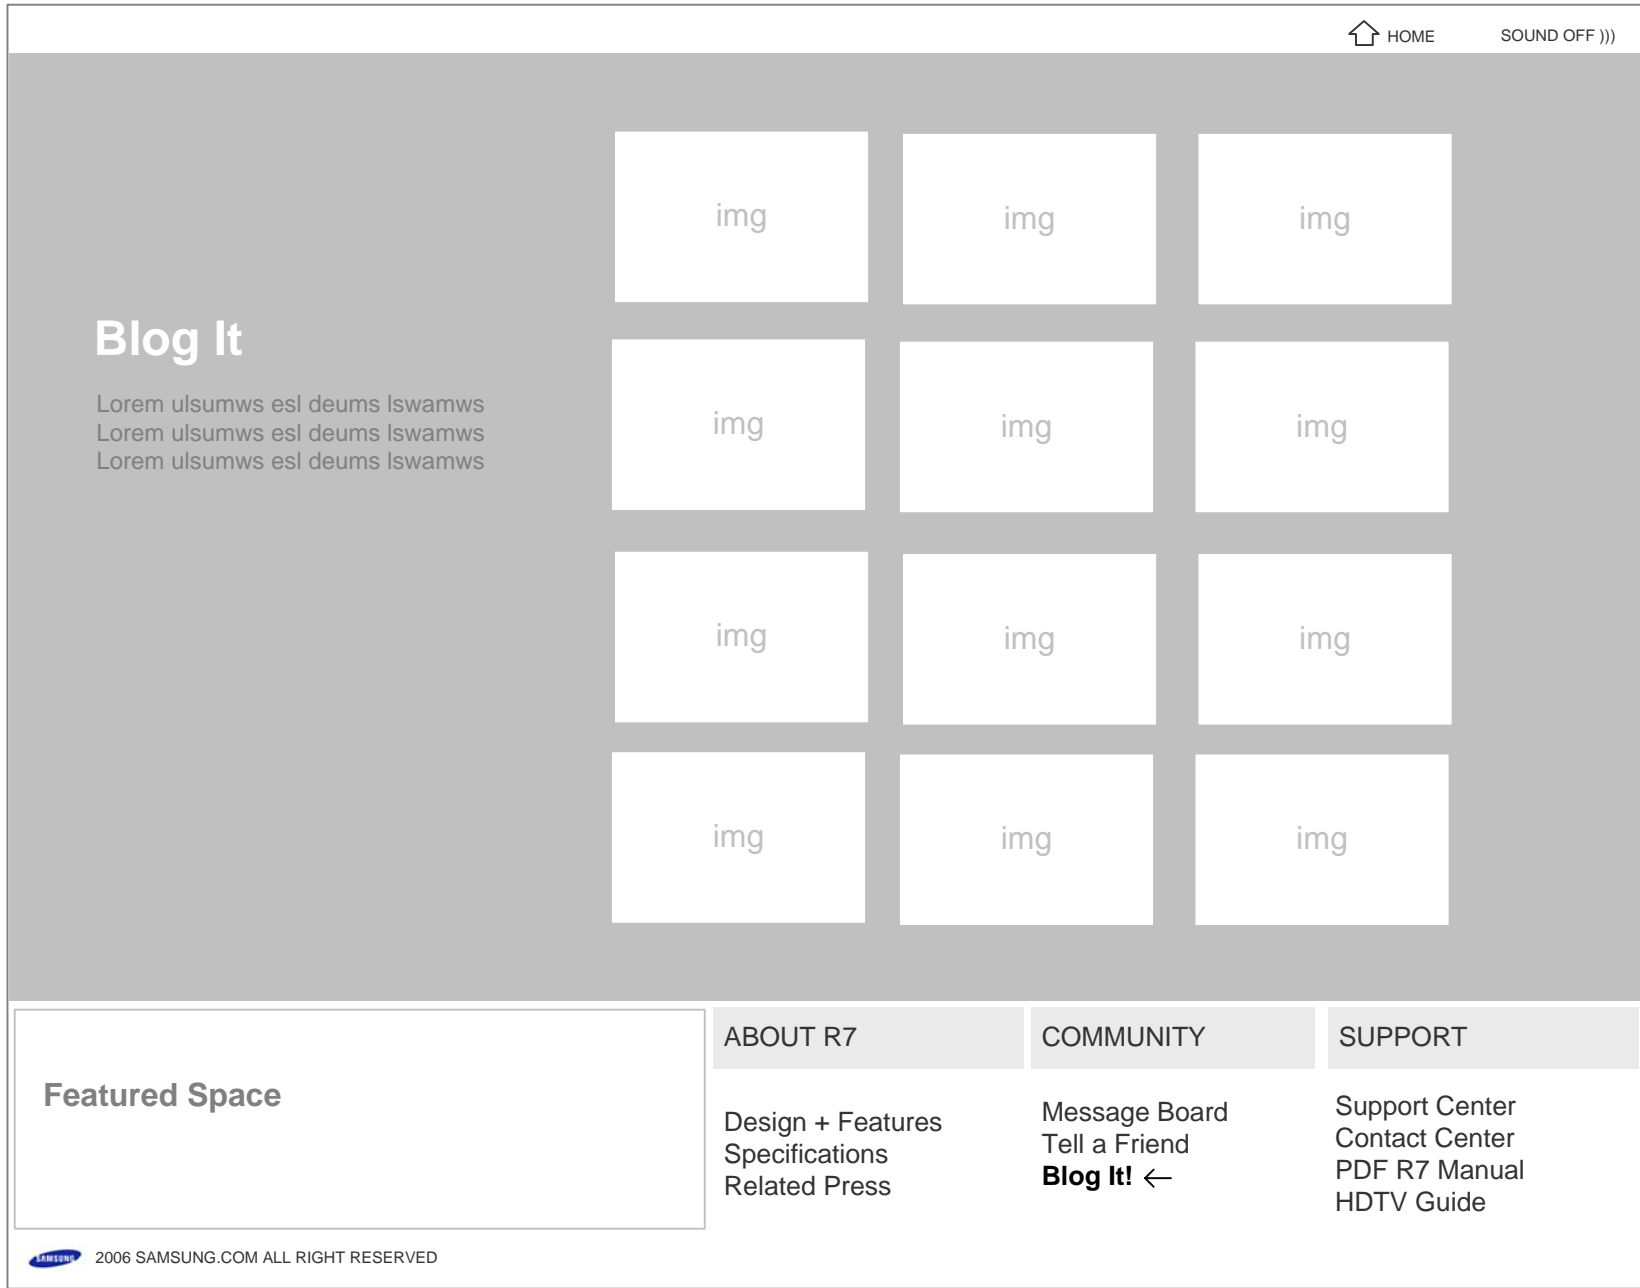 HOME
SOUND OFF )))
img
img
img
Blog It
Lorem ulsumws esl deums lswamws
Lorem ulsumws esl deums lswamws
Lorem ulsumws esl deums lswamws
img
img
img
img
img
img
img
img
img
Featured Space
ABOUT R7
Design + Features
Specifications
Related Press
COMMUNITY
Message Board
Tell a Friend
Blog It!
SUPPORT
Support Center
Contact Center
PDF R7 Manual
HDTV Guide
SAMSUNG
2006 SAMSUNG.COM ALL RIGHT RESERVED